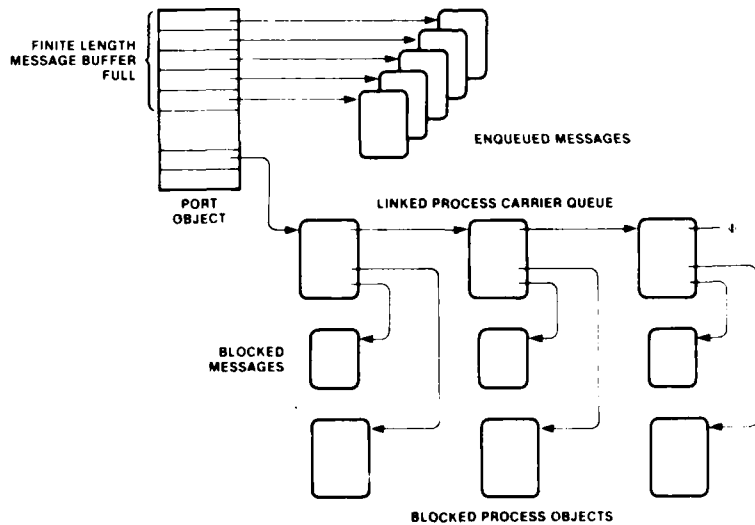 FINITE LENGTH
MESSAGE BUFFER
FULL
ENQUEUED MESSAGES
PORT
OBJECT
LINKED PROCESS CARRIER QUEUE
BLOCKED
MESSAGES
BLOCKED PROCESS OBJECTS